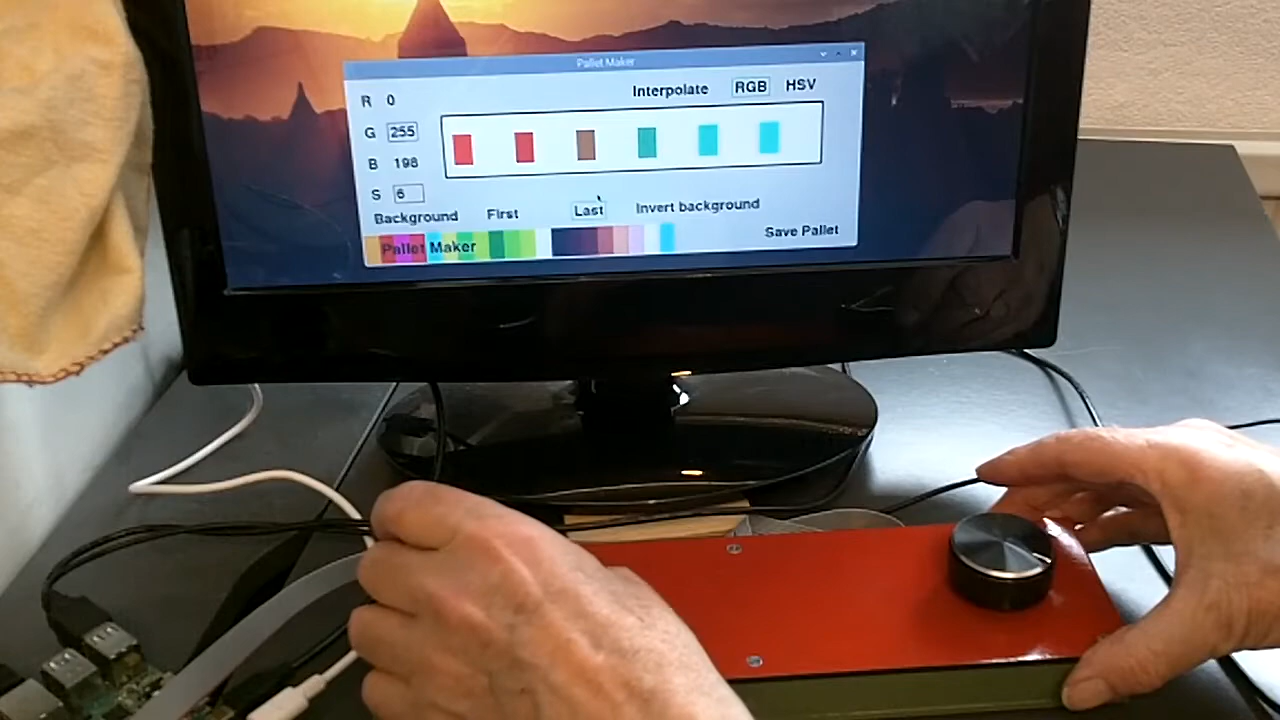 Pallet Maker
Interpolate RGB HSV
R 0
G 255
B 198
S 6
Background First Last Invert background
Pallet Maker
Save Pallet